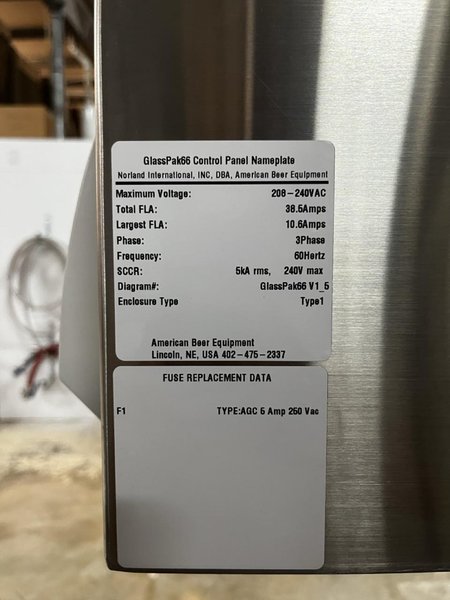 GlassPak66 Control Panel Nameplate
Norland International, INC, DBA, American Beer Equipment
Maximum Voltage: 208-240VAC
Total FLA: 38.5Amps
Largest FLA: 10.6Amps
Phase: 3Phase
Frequency: 60Hertz
SCCR: 5kA rms, 240V max
Diagram#: GlassPak66 V1_5
Enclosure Type Type1
American Beer Equipment
Lincoln, NE, USA 402-475-2337
FUSE REPLACEMENT DATA
F1 TYPE:AGC 5 Amp 250 Vac